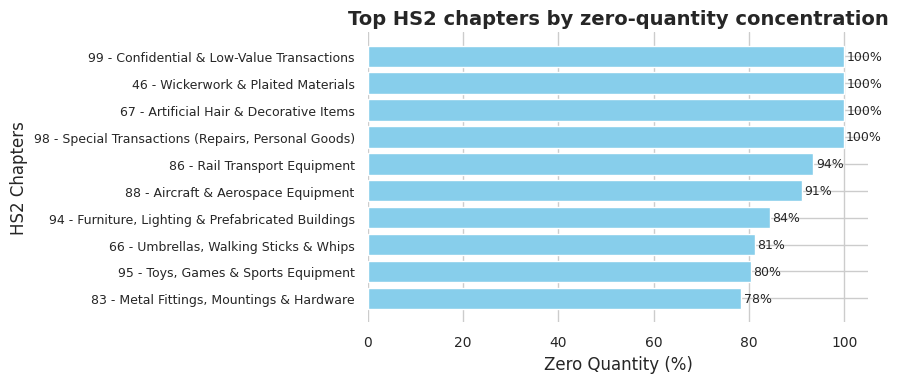 Top HS2 chapters by zero-quantity concentration
HS2 Chapters
99 - Confidential & Low-Value Transactions 100%
46 - Wickerwork & Plaited Materials 100%
67 - Artificial Hair & Decorative Items 100%
98 - Special Transactions (Repairs, Personal Goods) 100%
86 - Rail Transport Equipment 94%
88 - Aircraft & Aerospace Equipment 91%
94 - Furniture, Lighting & Prefabricated Buildings 84%
66 - Umbrellas, Walking Sticks & Whips 81%
95 - Toys, Games & Sports Equipment 80%
83 - Metal Fittings, Mountings & Hardware 78%
0 20 40 60 80 100
Zero Quantity (%)